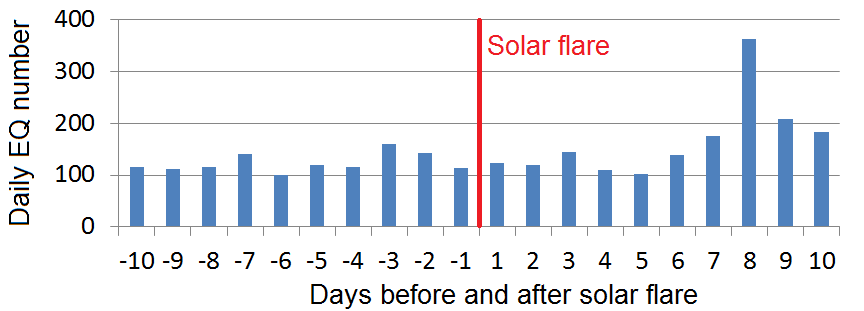 400
Solar flare
300
200
100
0
Daily EQ number
-10 -9 -8 -7 -6 -5 -4 -3 -2 -1 1 2 3 4 5 6 7 8 9 10
Days before and after solar flare